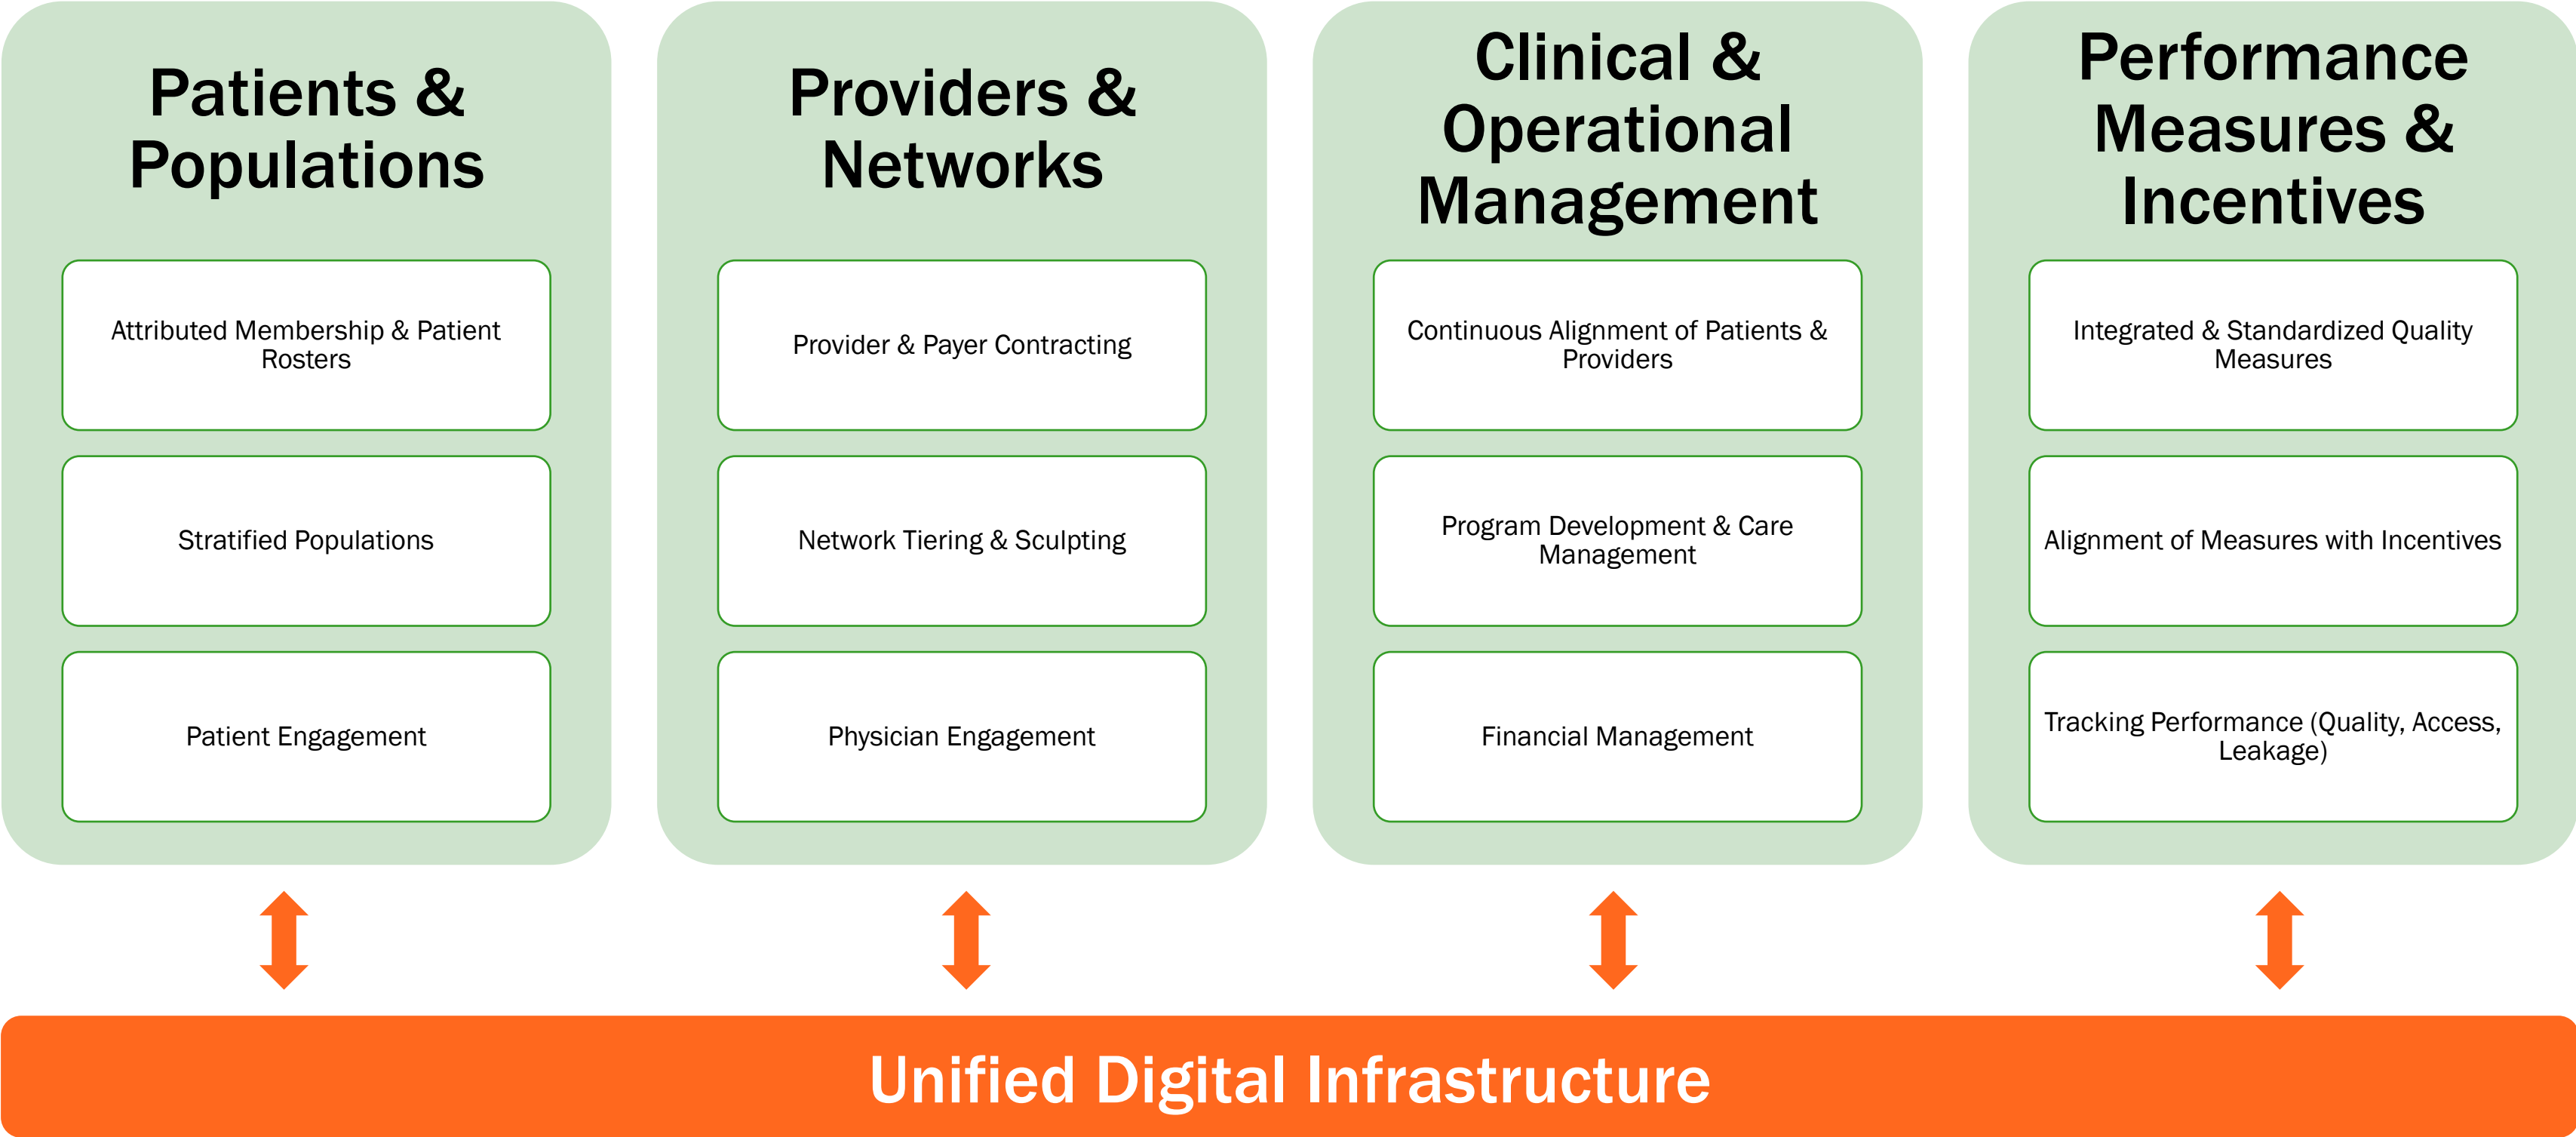 Patients &
Populations
Attributed Membership & Patient
Rosters
Stratified Populations
Patient Engagement
Providers &
Networks
Provider & Payer Contracting
Network Tiering & Sculpting
Physician Engagement
Clinical &
Operational
Management
Continuous Alignment of Patients &
Providers
Program Development & Care
Management
Financial Management
Performance
Measures &
Incentives
Integrated & Standardized Quality
Measures
Alignment of Measures with Incentives
Tracking Performance (Quality, Access,
Leakage)
Unified Digital Infrastructure